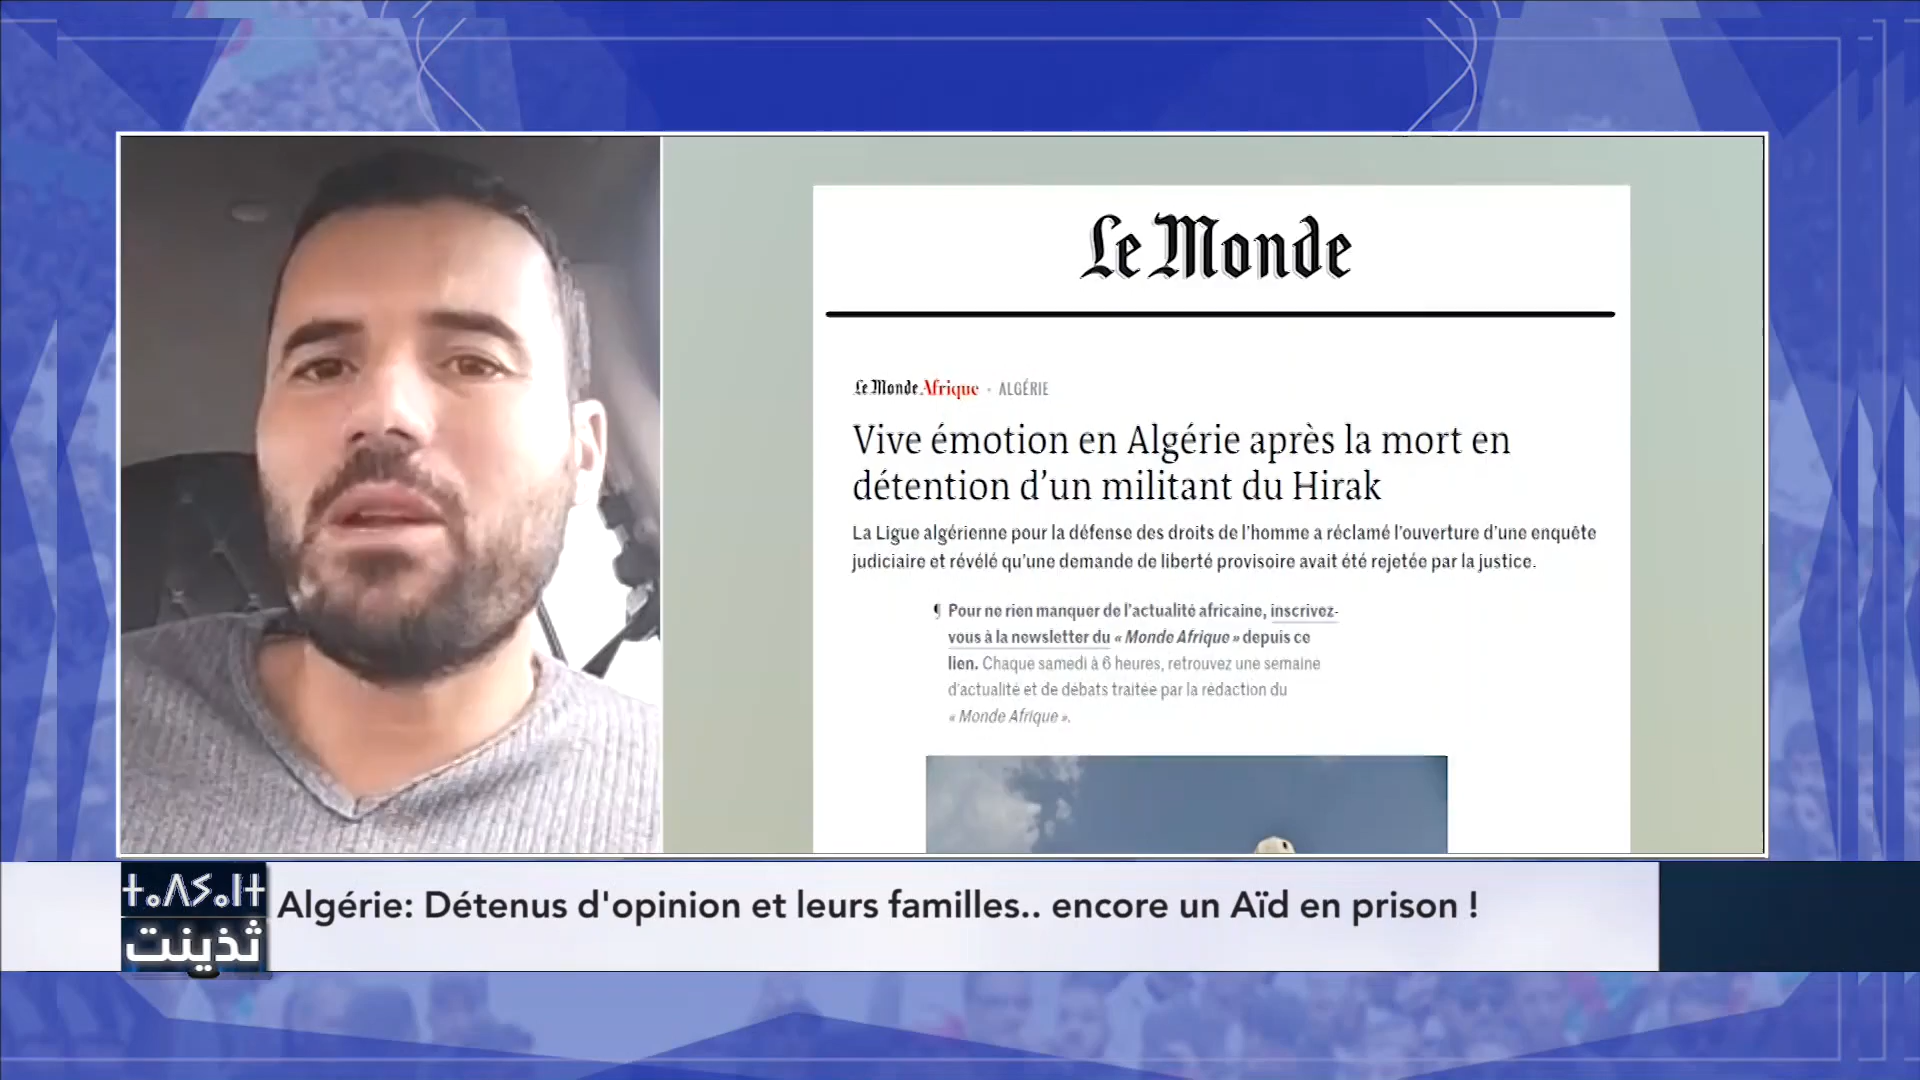 Le Monde
Le Monde Afrique · ALGÉRIE
Vive émotion en Algérie après la mort en
détention d’un militant du Hirak
La Ligue algérienne pour la défense des droits de l’homme a réclamé l’ouverture d’une enquête
judiciaire et révélé qu’une demande de liberté provisoire avait été rejetée par la justice.
¶ Pour ne rien manquer de l’actualité africaine, inscrivez-
vous à la newsletter du « Monde Afrique » depuis ce
lien. Chaque samedi à 6 heures, retrouvez une semaine
d’actualité et de débats traitée par la rédaction du
« Monde Afrique ».
ⵜⴰⴷⵢⴰⵏⵜ
ثذينت
Algérie: Détenus d'opinion et leurs familles.. encore un Aïd en prison !